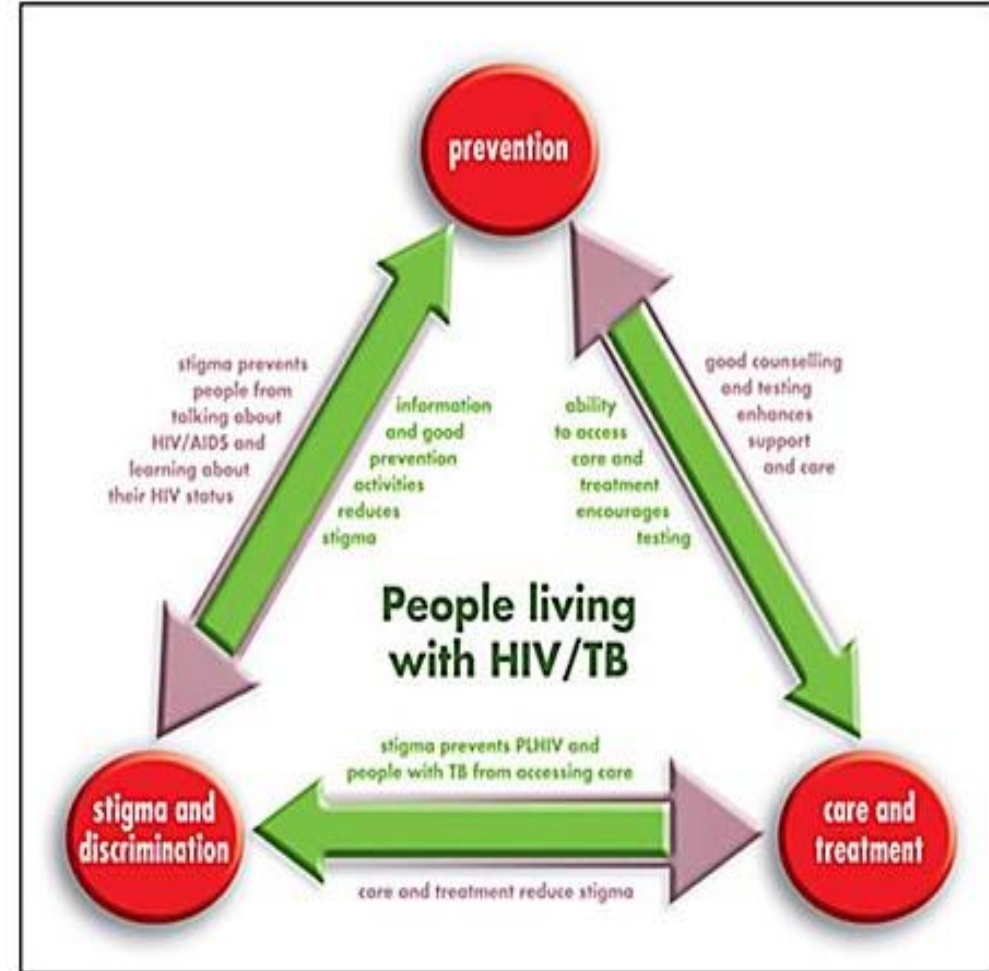 prevention
stigma prevents
people from
talking about
HIV/AIDS and
learning about
their HIV status
information
and good
prevention
activities
reduces
stigma
ability
to access
care and
treatment
encourages
testing
good counselling
and testing
enhances
support
and care
People living
with HIV/TB
stigma prevents PLHIV and
people with TB from accessing care
stigma and
discrimination
care and
treatment
care and treatment reduce stigma